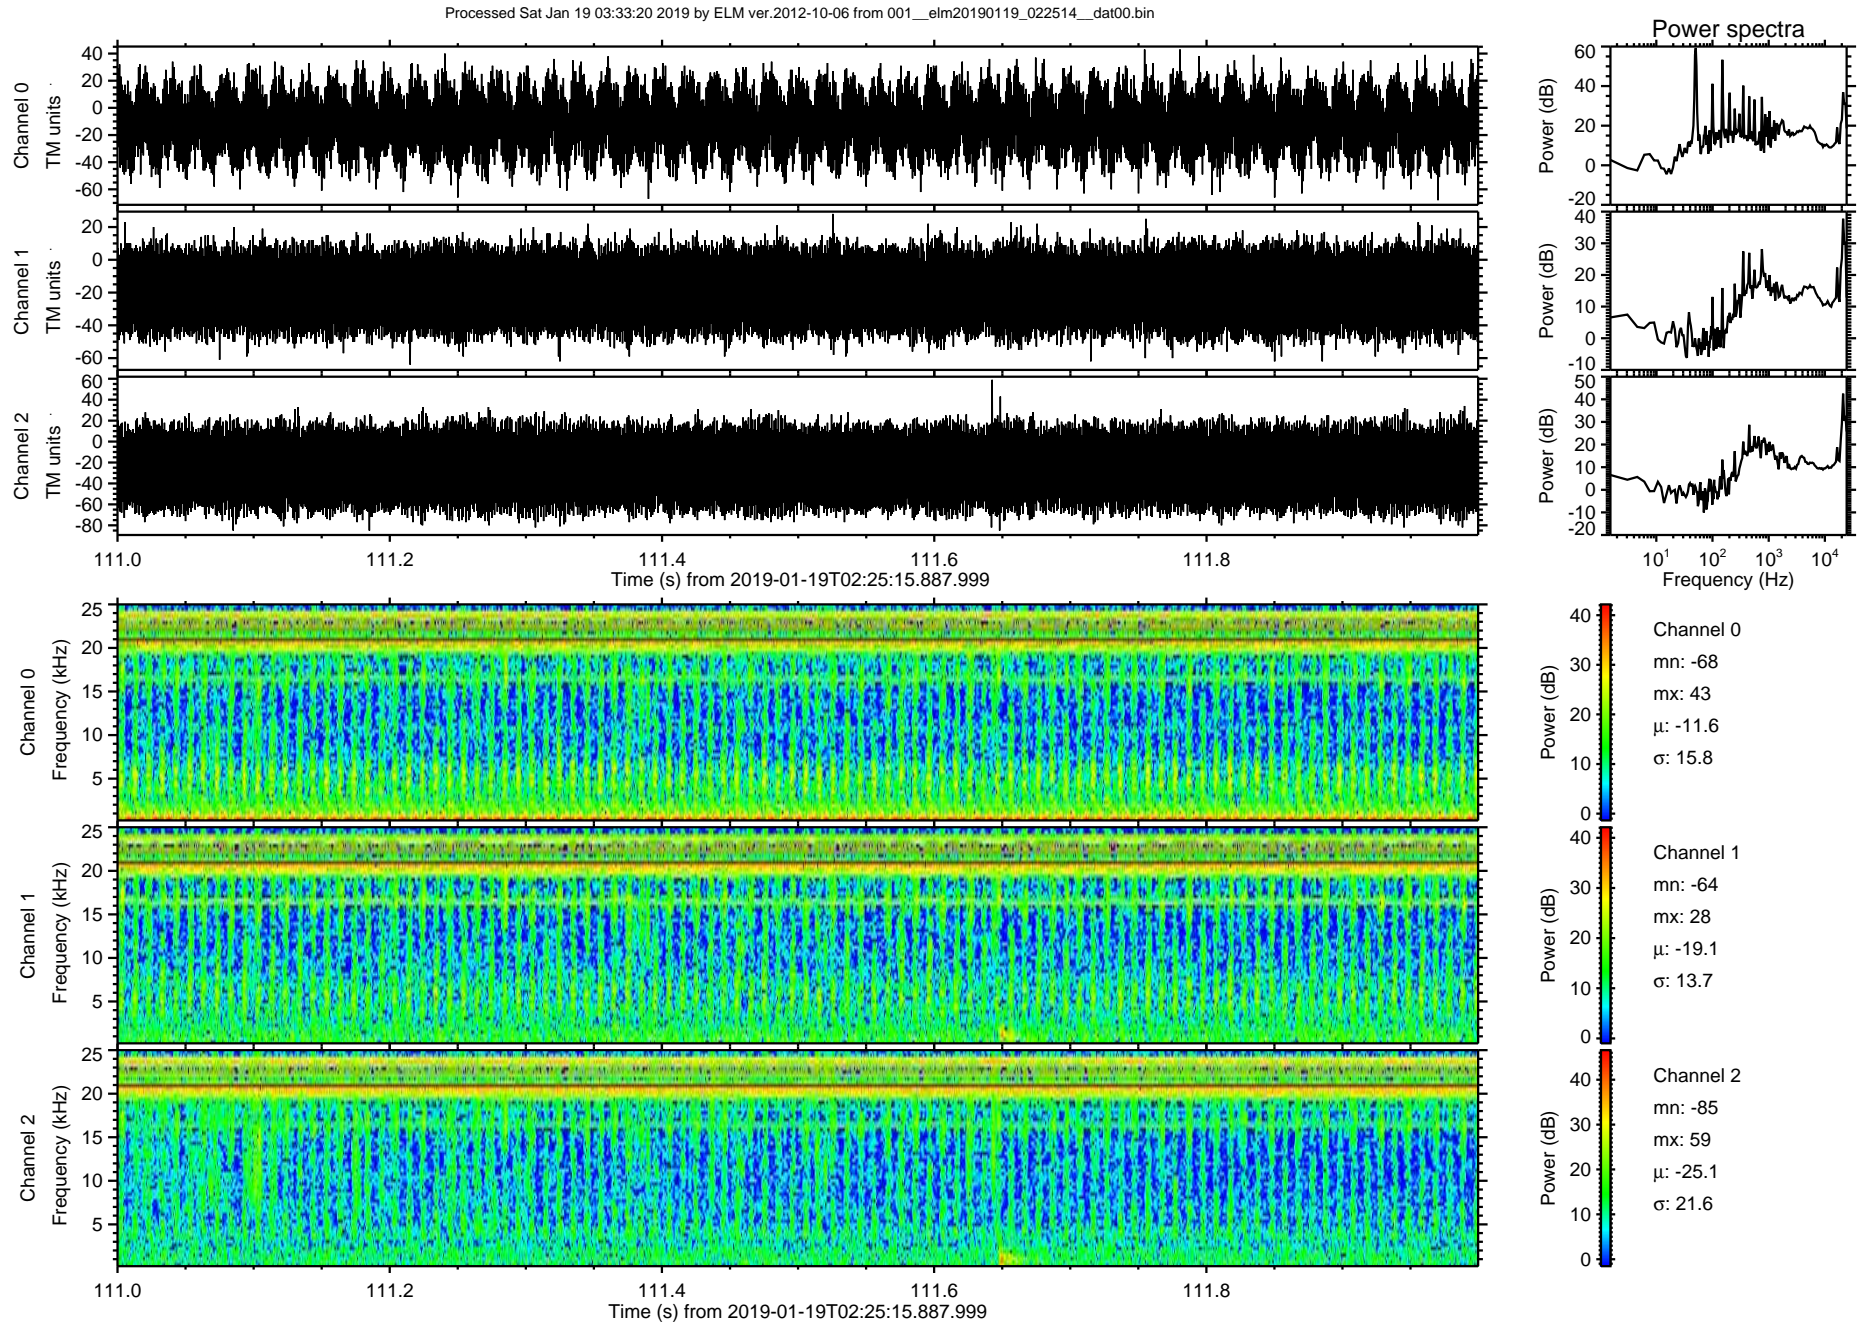 Processed Sat Jan 19 03:33:20 2019 by ELM ver.2012-10-06 from 001__elm20190119_022514__dat00.bin
Power spectra
Channel 0
TM units
40
20
0
-20
-40
-60
Power (dB)
60
40
20
0
-20
Channel 1
TM units
20
0
-20
-40
-60
Power (dB)
40
30
20
10
0
-10
Channel 2
TM units
60
40
20
0
-20
-40
-60
-80
Power (dB)
50
40
30
20
10
0
-10
-20
111.0 111.2 111.4 111.6 111.8
Time (s) from 2019-01-19T02:25:15.887.999
10^1 10^2 10^3 10^4
Frequency (Hz)
Channel 0
Frequency (kHz)
25
20
15
10
5
Power (dB)
40
30
20
10
0
Channel 0
mn: -68
mx: 43
μ: -11.6
σ: 15.8
Channel 1
Frequency (kHz)
25
20
15
10
5
Power (dB)
40
30
20
10
0
Channel 1
mn: -64
mx: 28
μ: -19.1
σ: 13.7
Channel 2
Frequency (kHz)
25
20
15
10
5
Power (dB)
40
30
20
10
0
Channel 2
mn: -85
mx: 59
μ: -25.1
σ: 21.6
111.0 111.2 111.4 111.6 111.8
Time (s) from 2019-01-19T02:25:15.887.999